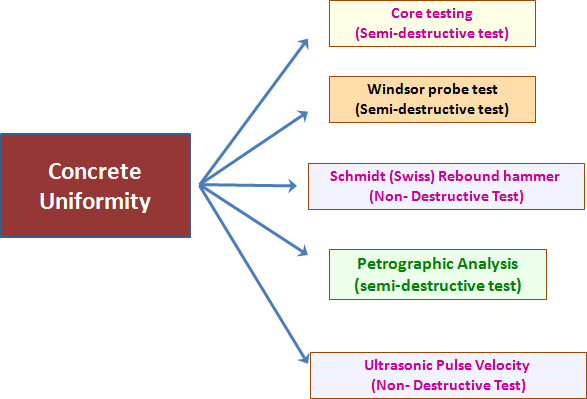 Concrete
Uniformity
Core testing
(Semi-destructive test)
Windsor probe test
(Semi-destructive test)
Schmidt (Swiss) Rebound hammer
(Non- Destructive Test)
Petrographic Analysis
(semi-destructive test)
Ultrasonic Pulse Velocity
(Non- Destructive Test)